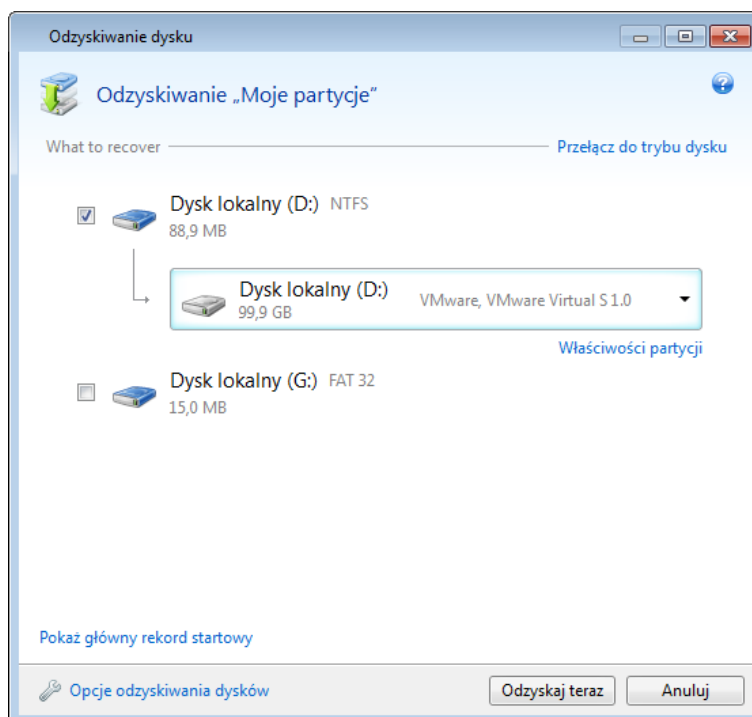 Odzyskiwanie dysku
Odzyskiwanie „Moje partycje“
What to recover
Przełącz do trybu dysku
Dysk lokalny (D:) NTFS
88,9 MB
Dysk lokalny (D:)
99,9 GB
VMware, VMware Virtual S 1.0
Właściwości partycji
Dysk lokalny (G:) FAT 32
15,0 MB
Pokaż główny rekord startowy
Opcje odzyskiwania dysków
Odzyskaj teraz
Anuluj